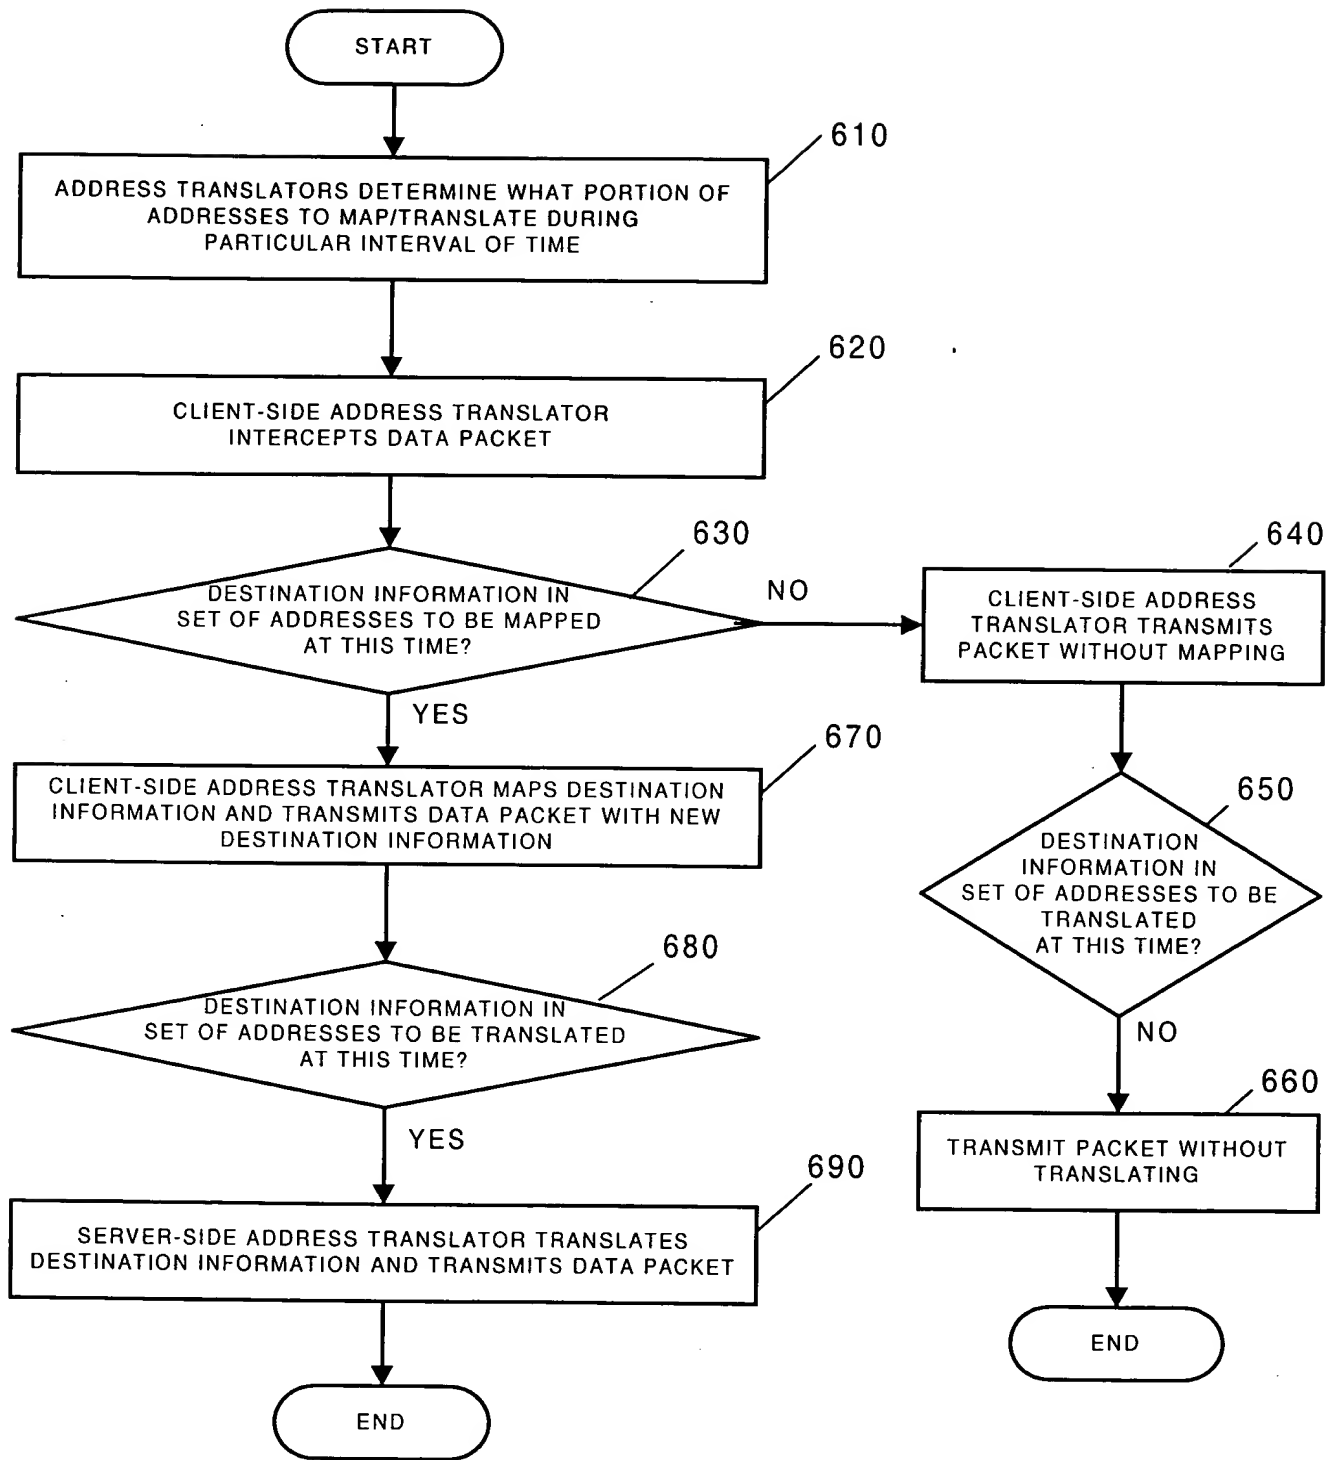 START
610
ADDRESS TRANSLATORS DETERMINE WHAT PORTION OF
ADDRESSES TO MAP/TRANSLATE DURING
PARTICULAR INTERVAL OF TIME
620
CLIENT-SIDE ADDRESS TRANSLATOR
INTERCEPTS DATA PACKET
630
DESTINATION INFORMATION IN
SET OF ADDRESSES TO BE MAPPED
AT THIS TIME?
NO
640
CLIENT-SIDE ADDRESS
TRANSLATOR TRANSMITS
PACKET WITHOUT MAPPING
YES
670
CLIENT-SIDE ADDRESS TRANSLATOR MAPS DESTINATION
INFORMATION AND TRANSMITS DATA PACKET WITH NEW
DESTINATION INFORMATION
650
DESTINATION
INFORMATION IN
SET OF ADDRESSES TO BE
TRANSLATED
AT THIS TIME?
680
DESTINATION INFORMATION IN
SET OF ADDRESSES TO BE TRANSLATED
AT THIS TIME?
NO
660
TRANSMIT PACKET WITHOUT
TRANSLATING
YES
690
SERVER-SIDE ADDRESS TRANSLATOR TRANSLATES
DESTINATION INFORMATION AND TRANSMITS DATA PACKET
END
END